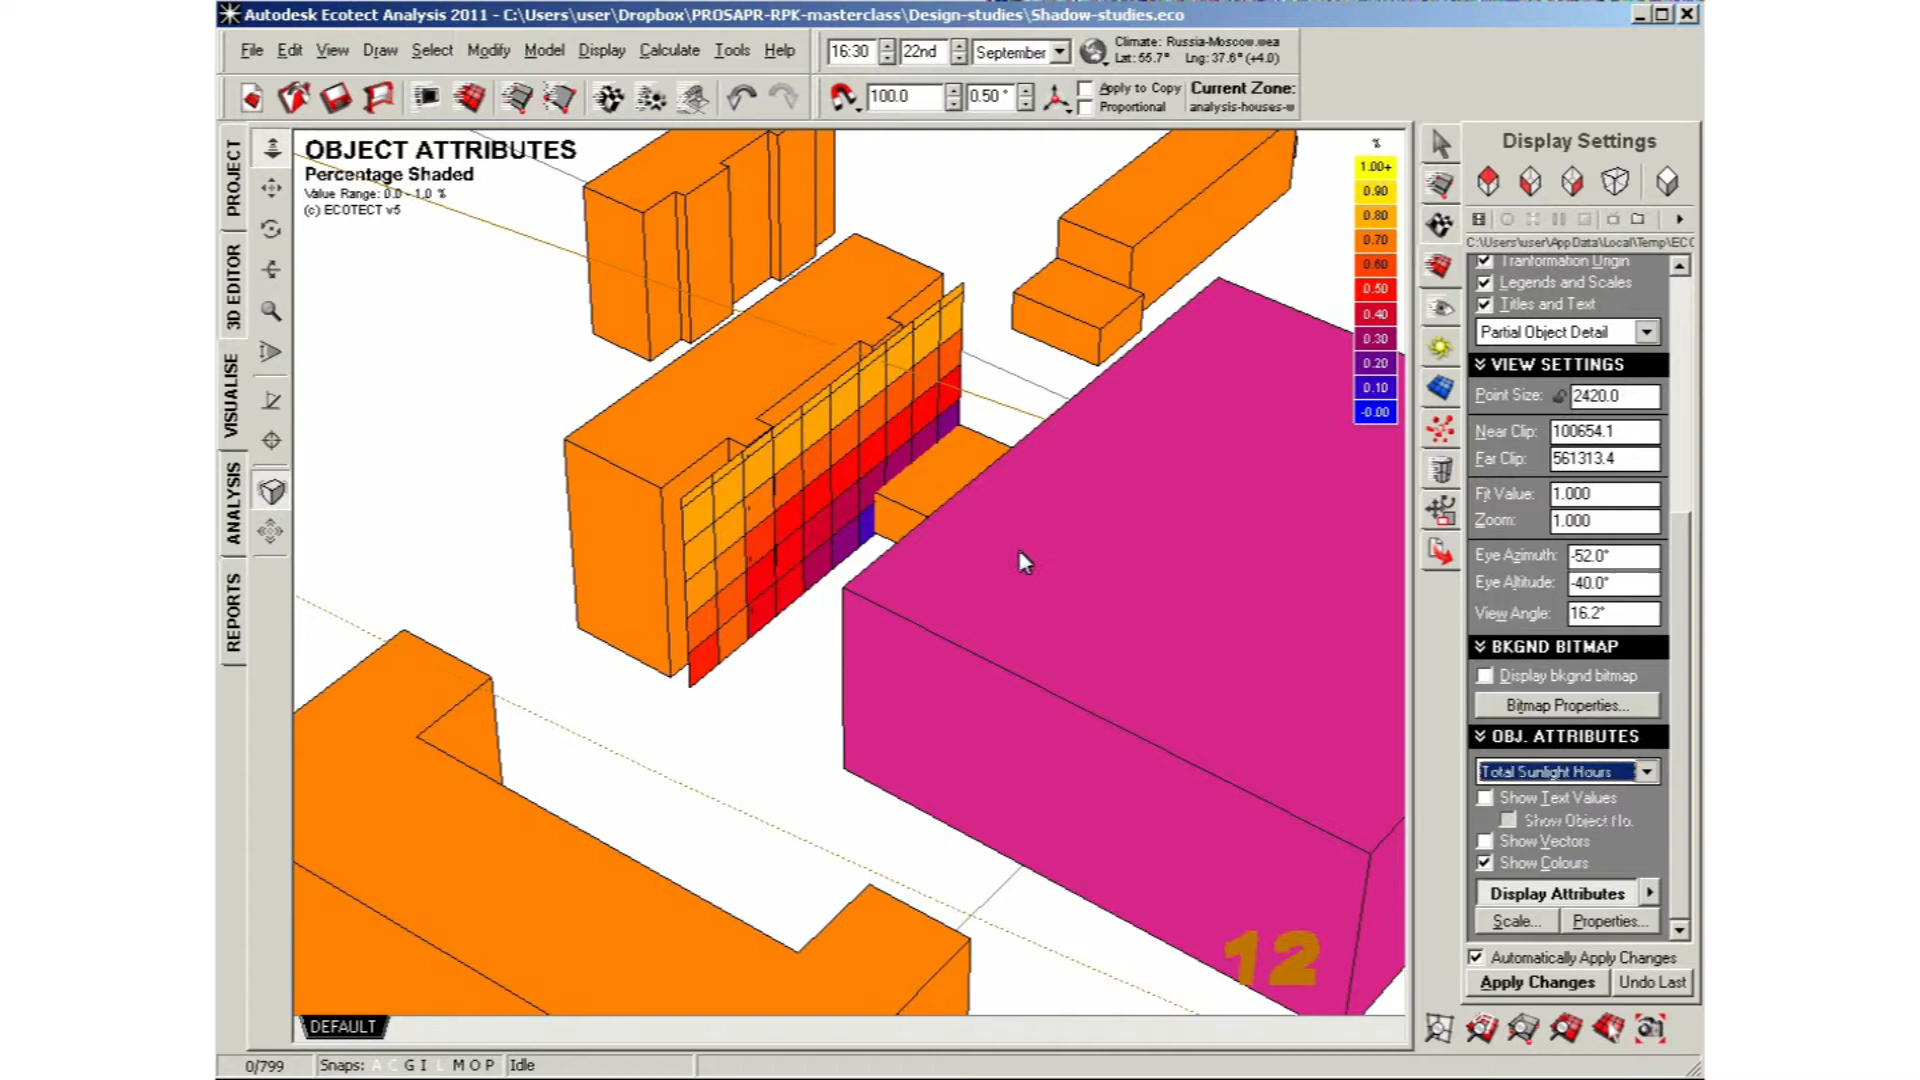 Autodesk Ecotect Analysis 2011 - C:\Users\user\Dropbox\PROSAPR-RPK-masterclass\Design-studies\Shadow-studies.eco
File Edit View Draw Select Modify Model Display Calculate Tools Help
16:30 22nd September
Climate: Russia-Moscow.wea
Lat: 55.7° Lng: 37.6° (+4.0)
100.0 0.50 °
Apply to Copy
Proportional
Current Zone:
analysis-houses-w
PROJECT
3D EDITOR
VISUALISE
ANALYSIS
REPORTS
OBJECT ATTRIBUTES
Percentage Shaded
Value Range: 0.0 - 1.0 %
(c) ECOTECT v5
%
1.00+
0.90
0.80
0.70
0.60
0.50
0.40
0.30
0.20
0.10
-0.00
12
DEFAULT
Display Settings
C:\Users\user\AppData\Local\Temp\ECO
Tranformation Origin
Legends and Scales
Titles and Text
Partial Object Detail
VIEW SETTINGS
Point Size: 2420.0
Near Clip: 100654.1
Far Clip: 561313.4
Fit Value: 1.000
Zoom: 1.000
Eye Azimuth: -52.0°
Eye Altitude: -40.0°
View Angle: 16.2°
BKGND BITMAP
Display bkgnd bitmap
Bitmap Properties...
OBJ. ATTRIBUTES
Total Sunlight Hours
Show Text Values
Show Object No.
Show Vectors
Show Colours
Display Attributes
Scale... Properties...
Automatically Apply Changes
Apply Changes Undo Last
0/799 Snaps: A C G I L M O P Idle